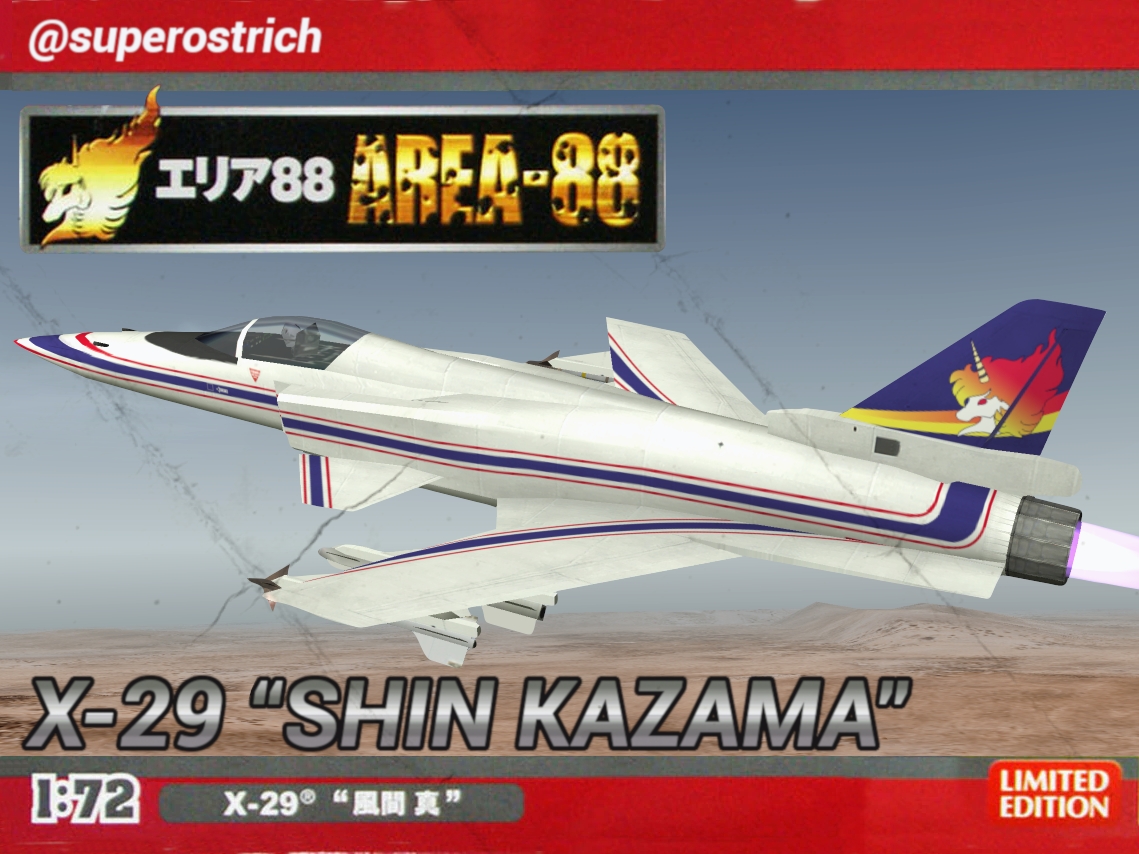 @superostrich
エリア88 AREA-88
X-29 “SHIN KAZAMA”
1:72
X-29® “風間 真”
LIMITED
EDITION